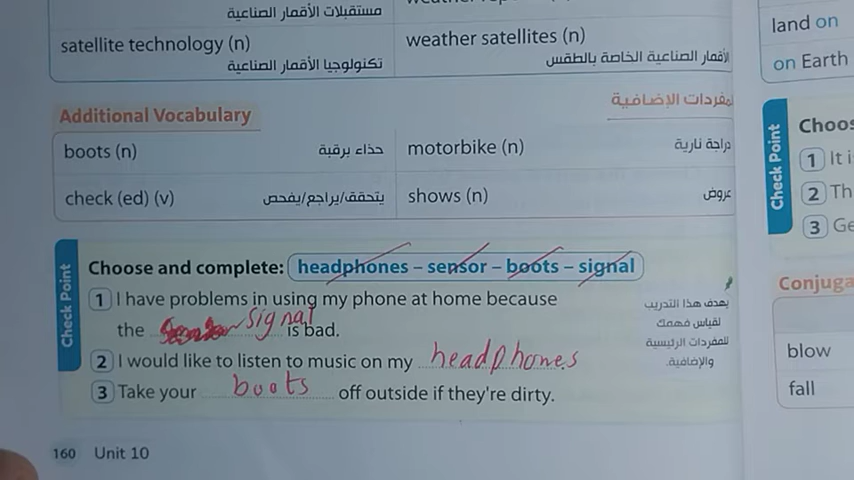 مستقبلات الأقمار الصناعية
satellite technology (n)
تكنولوجيا الأقمار الصناعية
weather satellites (n)
الأقمار الصناعية الخاصة بالطقس
Additional Vocabulary
المفردات الإضافية
boots (n) حذاء برقبة
motorbike (n) دراجة نارية
check (ed) (v) يتحقق/يراجع/يفحص
shows (n) عروض
Check Point
Choose and complete: headphones – sensor – boots – signal
1 I have problems in using my phone at home because
the signal is bad.
2 I would like to listen to music on my headphones
3 Take your boots off outside if they're dirty.
يهدف هذا التدريب
لقياس فهمك
للمفردات الرئيسية
والإضافية.
160 Unit 10
land on
on Earth
Check Point
Choos
1 It i
2 Th
3 Ge
Conjuga
blow
fall